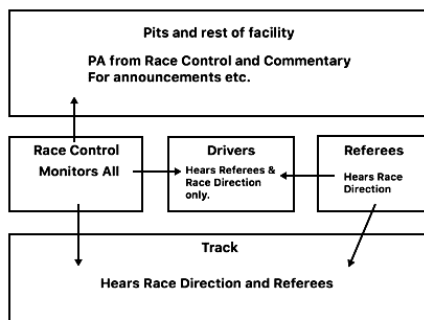 Pits and rest of facility
PA from Race Control and Commentary
For announcements etc.
Race Control
Monitors All
Drivers
Hears Referees &
Race Direction
only.
Referees
Hears Race
Direction
Track
Hears Race Direction and Referees